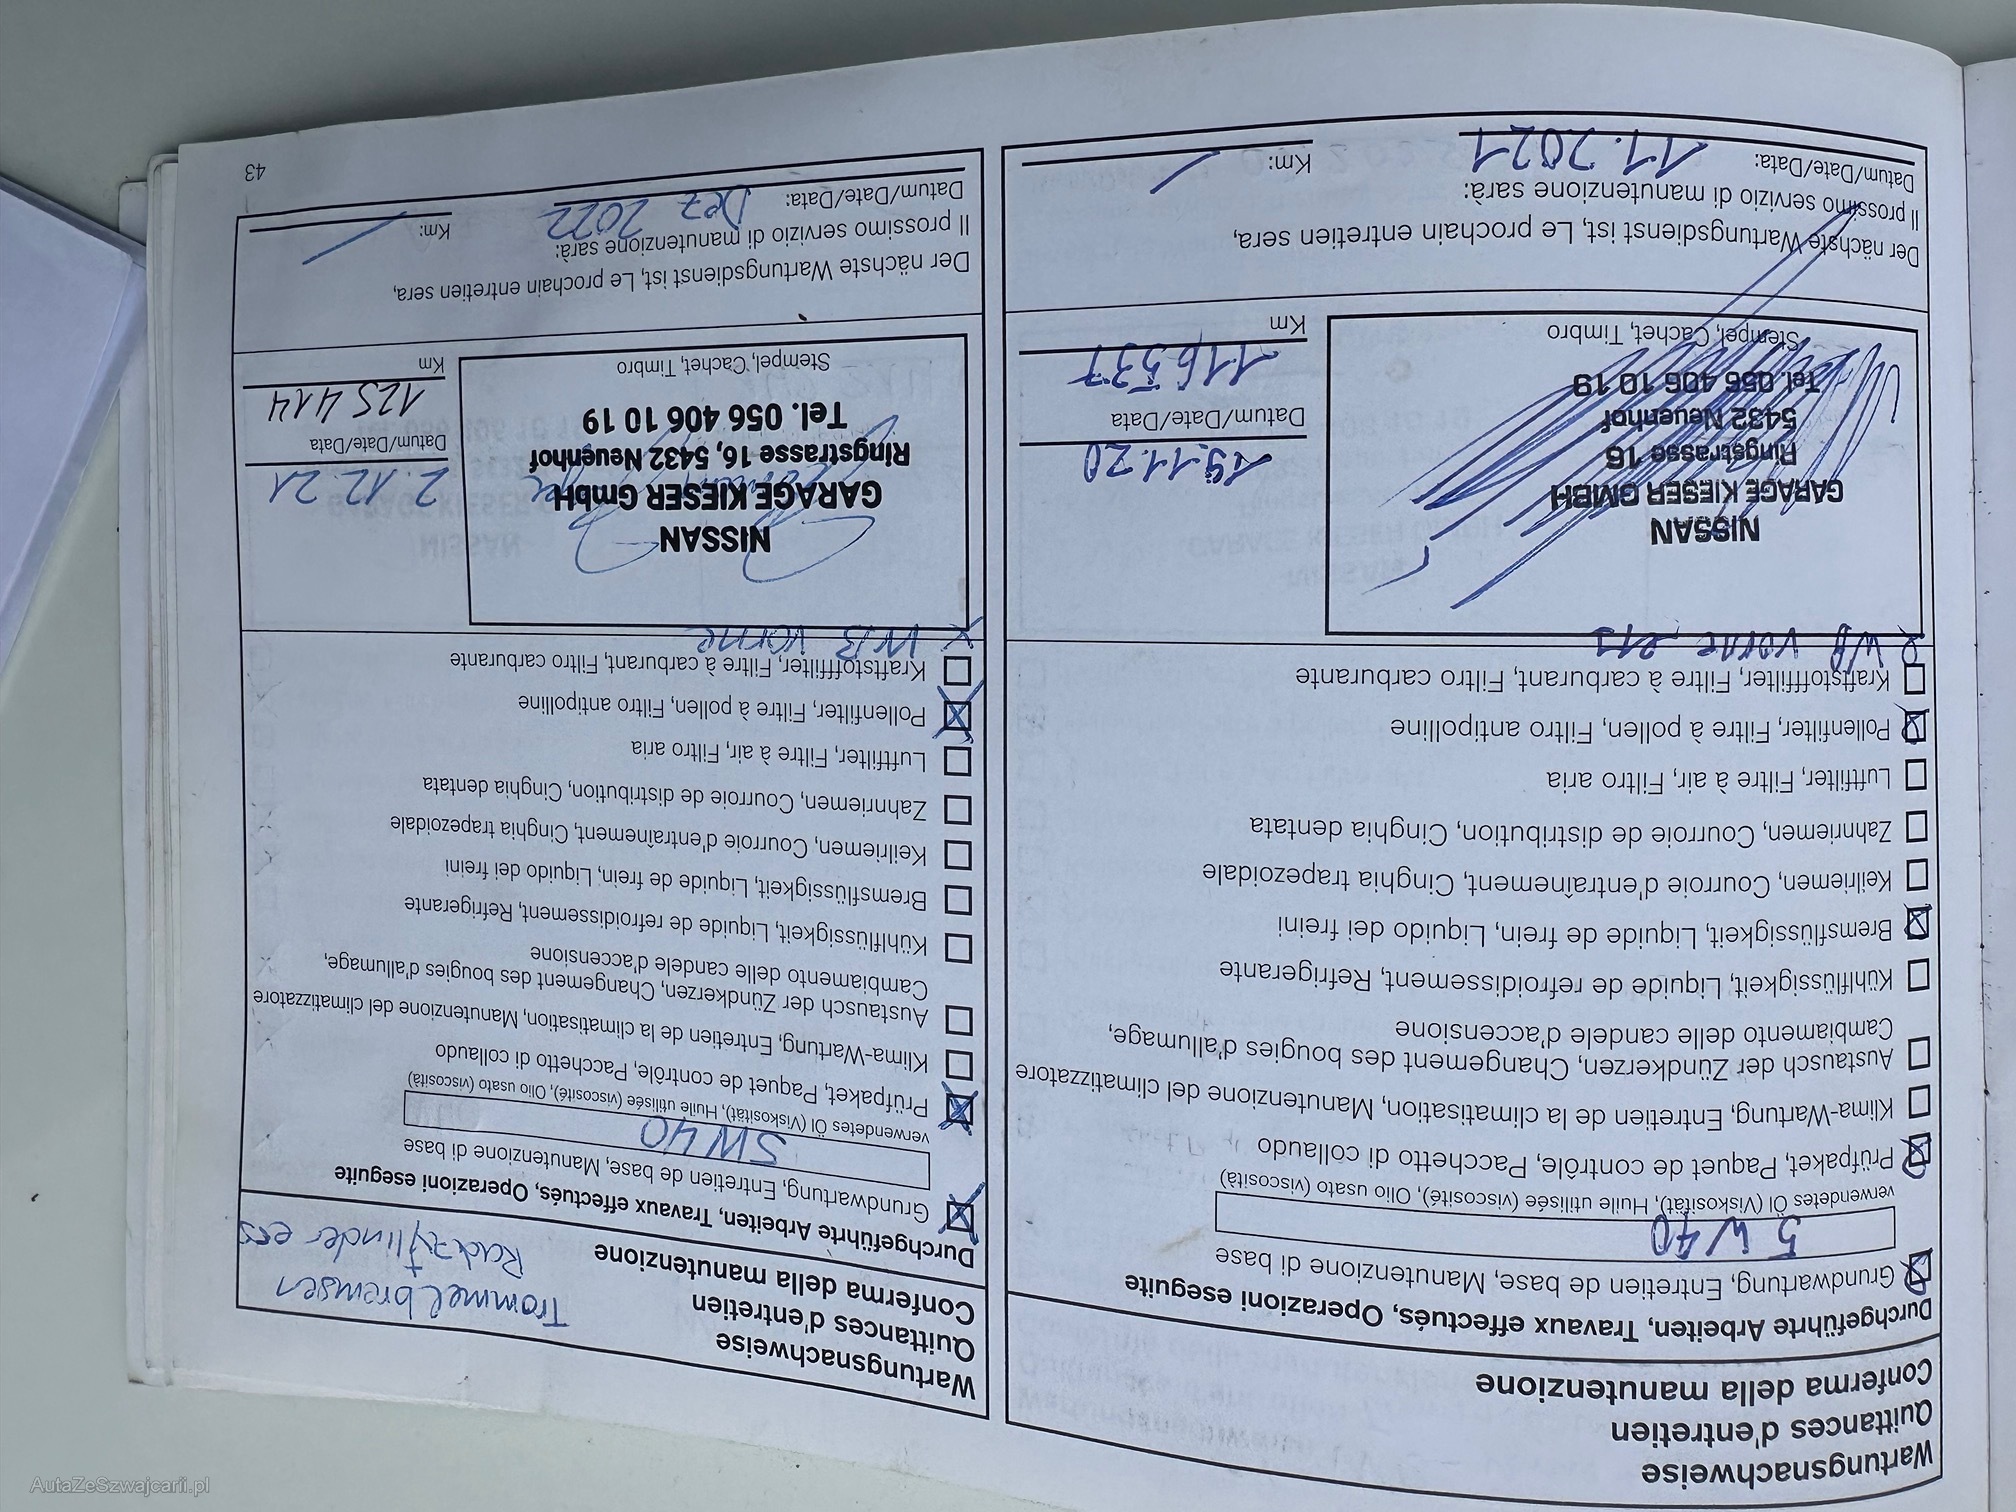 Wartungsnachweise
Quittances d'entretien
Conferma della manutenzione
Durchgeführte Arbeiten, Travaux effectués, Operazioni eseguite
Grundwartung, Entretien de base, Manutenzione di base
5W40
verwendetes Öl (Viskosität), Huile utilisée (viscosité), Olio usato (viscosità)
Prüfpaket, Paquet de contrôle, Pacchetto di collaudo
Klima-Wartung, Entretien de la climatisation, Manutenzione del climatizzatore
Austausch der Zündkerzen, Changement des bougies d'allumage,
Cambiamento delle candele d'accensione
Kühlflüssigkeit, Liquide de refroidissement, Refrigerante
Bremsflüssigkeit, Liquide de frein, Liquido dei freini
Keilriemen, Courroie d'entraînement, Cinghia trapezoidale
Zahnriemen, Courroie de distribution, Cinghia dentata
Luftfilter, Filtre à air, Filtro aria
Pollenfilter, Filtre à pollen, Filtro antipolline
Kraftstofffilter, Filtre à carburant, Filtro carburante
WB vorne ers
NISSAN
GARAGE KIESER GMBH
Ringstrasse 16
5432 Neuenhof
Tel. 056 406 10 19
Stempel, Cachet, Timbro
19.11.20
Datum/Date/Data
116537
Km
Der nächste Wartungsdienst ist, Le prochain entretien sera,
Il prossimo servizio di manutenzione sarà:
Datum/Date/Data: 11.2021 Km: /
Wartungsnachweise
Quittances d'entretien
Conferma della manutenzione
Trommelbremsen
Radzylinder ers
Durchgeführte Arbeiten, Travaux effectués, Operazioni eseguite
Grundwartung, Entretien de base, Manutenzione di base
5W40
verwendetes Öl (Viskosität), Huile utilisée (viscosité), Olio usato (viscosità)
Prüfpaket, Paquet de contrôle, Pacchetto di collaudo
Klima-Wartung, Entretien de la climatisation, Manutenzione del climatizzatore
Austausch der Zündkerzen, Changement des bougies d'allumage,
Cambiamento delle candele d'accensione
Kühlflüssigkeit, Liquide de refroidissement, Refrigerante
Bremsflüssigkeit, Liquide de frein, Liquido dei freini
Keilriemen, Courroie d'entraînement, Cinghia trapezoidale
Zahnriemen, Courroie de distribution, Cinghia dentata
Luftfilter, Filtre à air, Filtro aria
Pollenfilter, Filtre à pollen, Filtro antipolline
Kraftstofffilter, Filtre à carburant, Filtro carburante
WB vorne
NISSAN
GARAGE KIESER GmbH
Ringstrasse 16, 5432 Neuenhof
Tel. 056 406 10 19
Stempel, Cachet, Timbro
2.12.21
Datum/Date/Data
125414
Km
Der nächste Wartungsdienst ist, Le prochain entretien sera,
Il prossimo servizio di manutenzione sarà:
Datum/Date/Data: Dez 2022 Km: /
43
AutaZeSzwajcarii.pl